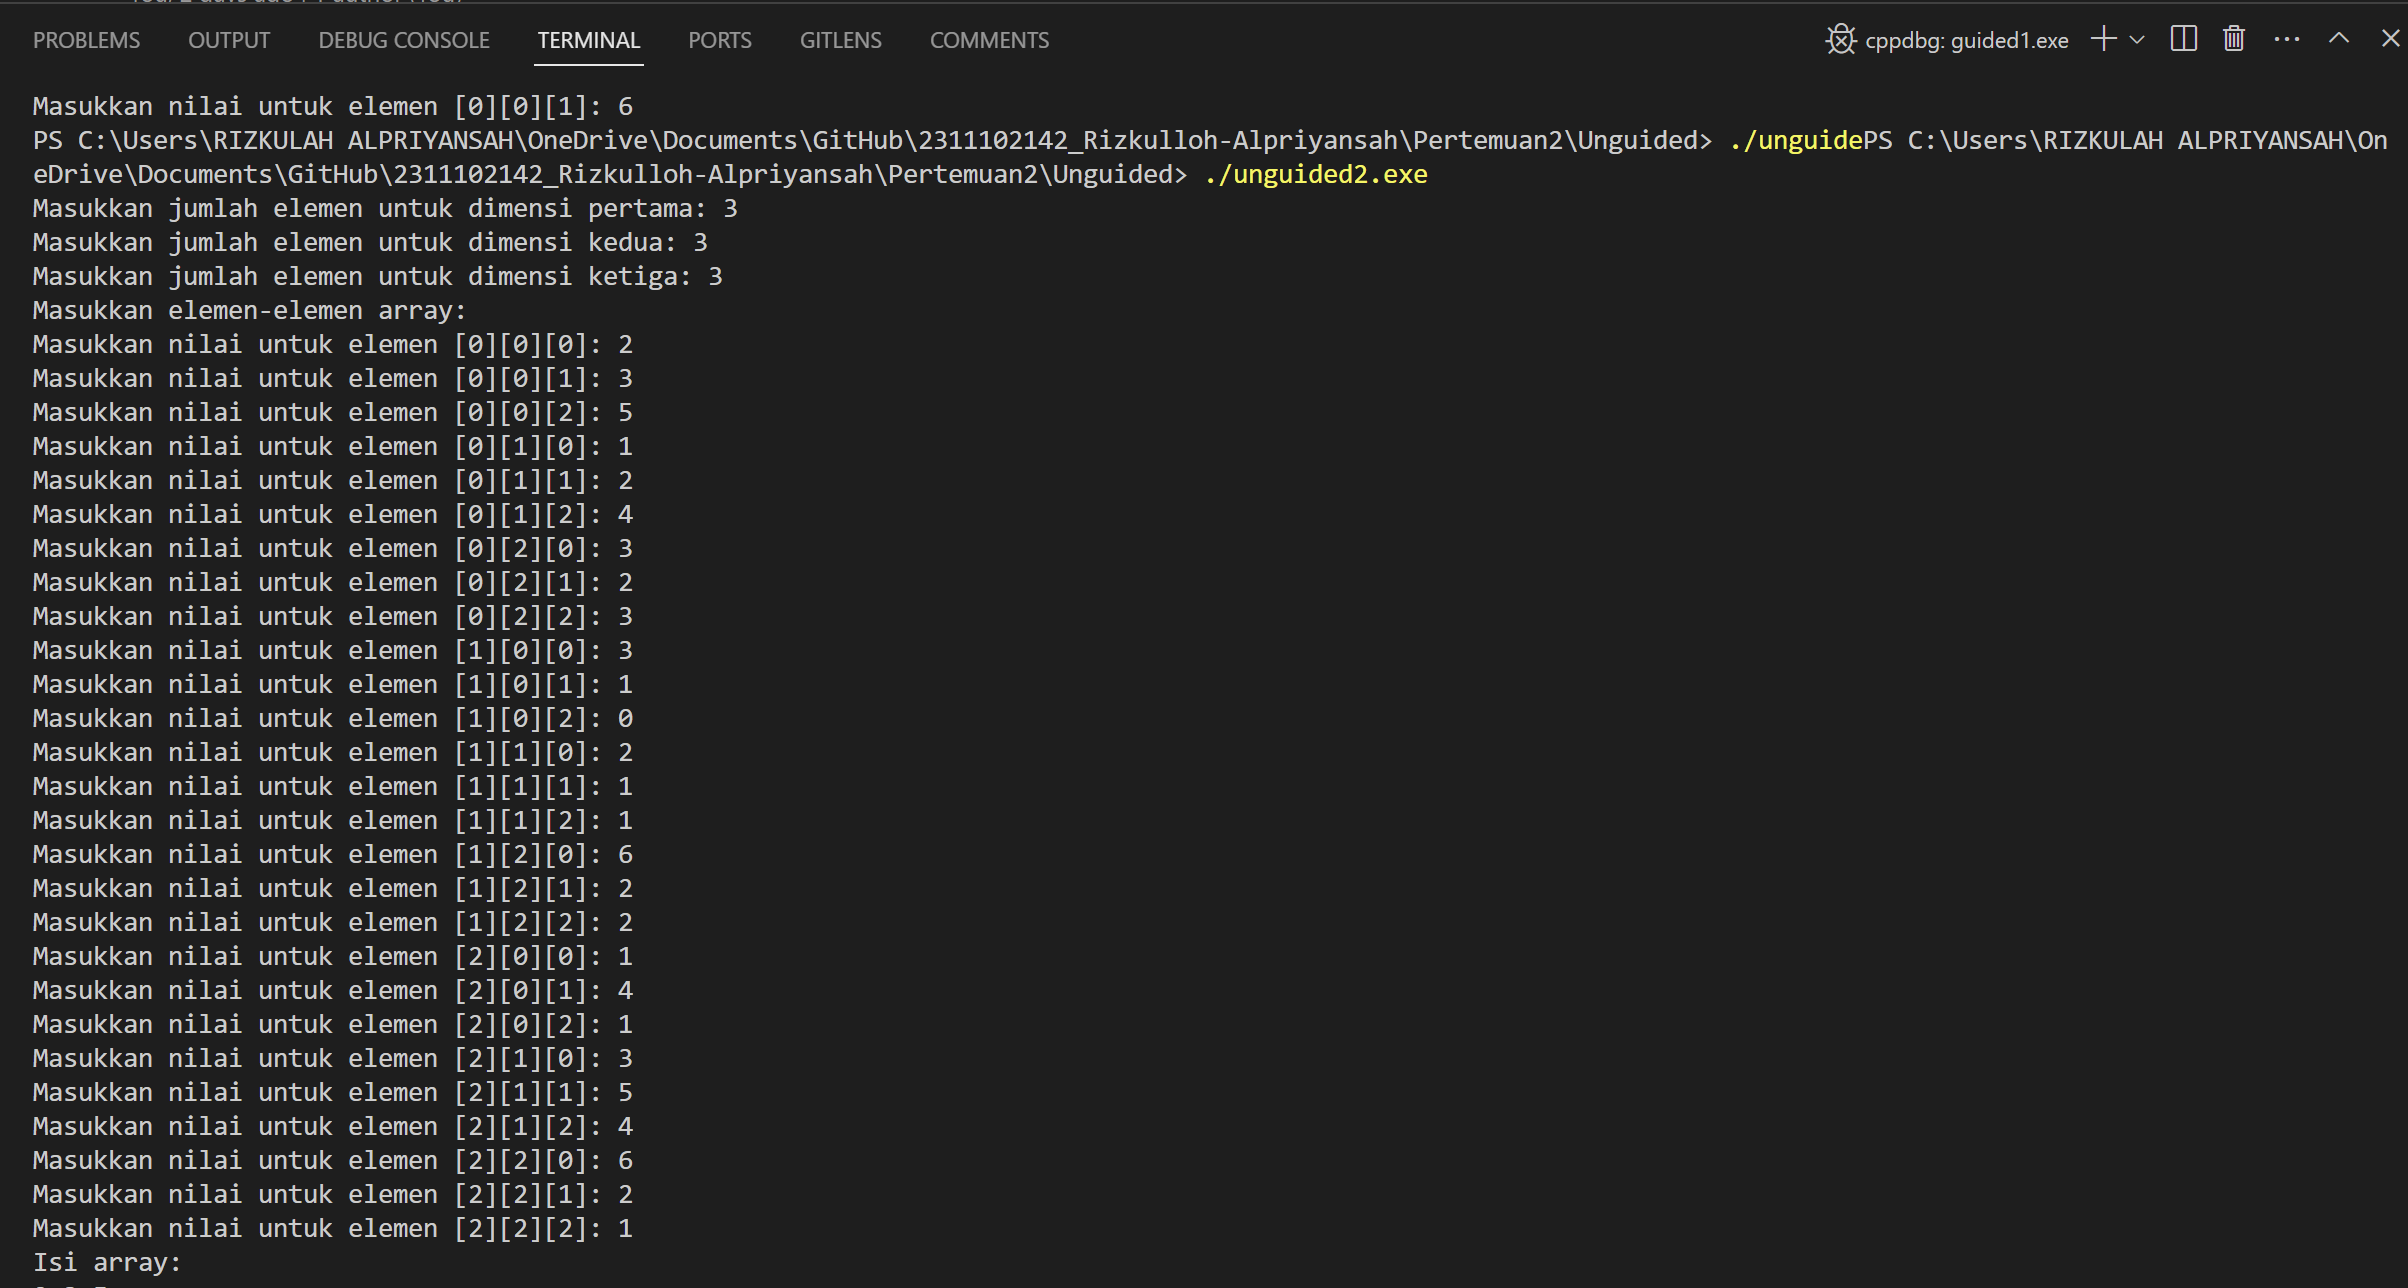 PROBLEMS OUTPUT DEBUG CONSOLE TERMINAL PORTS GITLENS COMMENTS cppdbg: guided1.exe
Masukkan nilai untuk elemen [0][0][1]: 6
PS C:\Users\RIZKULAH ALPRIYANSAH\OneDrive\Documents\GitHub\2311102142_Rizkulloh-Alpriyansah\Pertemuan2\Unguided> ./unguidePS C:\Users\RIZKULAH ALPRIYANSAH\On
eDrive\Documents\GitHub\2311102142_Rizkulloh-Alpriyansah\Pertemuan2\Unguided> ./unguided2.exe
Masukkan jumlah elemen untuk dimensi pertama: 3
Masukkan jumlah elemen untuk dimensi kedua: 3
Masukkan jumlah elemen untuk dimensi ketiga: 3
Masukkan elemen-elemen array:
Masukkan nilai untuk elemen [0][0][0]: 2
Masukkan nilai untuk elemen [0][0][1]: 3
Masukkan nilai untuk elemen [0][0][2]: 5
Masukkan nilai untuk elemen [0][1][0]: 1
Masukkan nilai untuk elemen [0][1][1]: 2
Masukkan nilai untuk elemen [0][1][2]: 4
Masukkan nilai untuk elemen [0][2][0]: 3
Masukkan nilai untuk elemen [0][2][1]: 2
Masukkan nilai untuk elemen [0][2][2]: 3
Masukkan nilai untuk elemen [1][0][0]: 3
Masukkan nilai untuk elemen [1][0][1]: 1
Masukkan nilai untuk elemen [1][0][2]: 0
Masukkan nilai untuk elemen [1][1][0]: 2
Masukkan nilai untuk elemen [1][1][1]: 1
Masukkan nilai untuk elemen [1][1][2]: 1
Masukkan nilai untuk elemen [1][2][0]: 6
Masukkan nilai untuk elemen [1][2][1]: 2
Masukkan nilai untuk elemen [1][2][2]: 2
Masukkan nilai untuk elemen [2][0][0]: 1
Masukkan nilai untuk elemen [2][0][1]: 4
Masukkan nilai untuk elemen [2][0][2]: 1
Masukkan nilai untuk elemen [2][1][0]: 3
Masukkan nilai untuk elemen [2][1][1]: 5
Masukkan nilai untuk elemen [2][1][2]: 4
Masukkan nilai untuk elemen [2][2][0]: 6
Masukkan nilai untuk elemen [2][2][1]: 2
Masukkan nilai untuk elemen [2][2][2]: 1
Isi array: